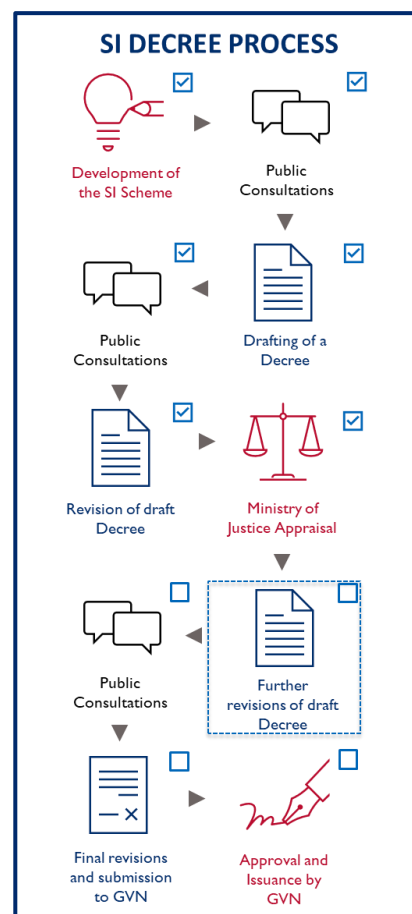 SI DECREE PROCESS
Development of
the SI Scheme
Public
Consultations
Drafting of a
Decree
Public
Consultations
Revision of draft
Decree
Ministry of
Justice Appraisal
Further
revisions of draft
Decree
Public
Consultations
Final revisions
and submission
to GVN
Approval and
Issuance by
GVN